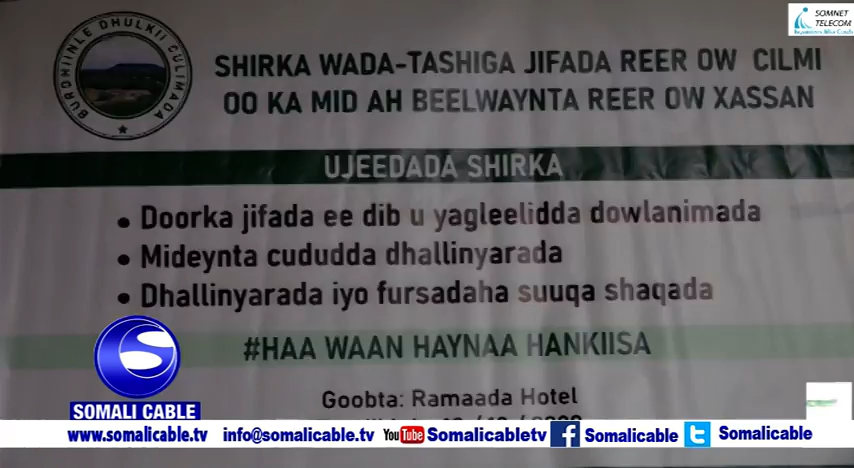 SOMNET
TELECOM
BURDHIINLE DHULKII CULIMADA
SHIRKA WADA-TASHIGA JIFADA REER OW CILMI
OO KA MID AH BEELWAYNTA REER OW XASSAN
UJEEDADA SHIRKA
• Doorka jifada ee dib u yagleelidda dowlanimada
• Mideynta cududda dhallinyarada
• Dhallinyarada iyo fursadaha suuqa shaqada
#HAA WAAN HAYNAA HANKIISA
Goobta: Ramaada Hotel
S
SOMALI CABLE
www.somalicable.tv info@somalicable.tv YouTube Somalicabletv f Somalicable t Somalicable